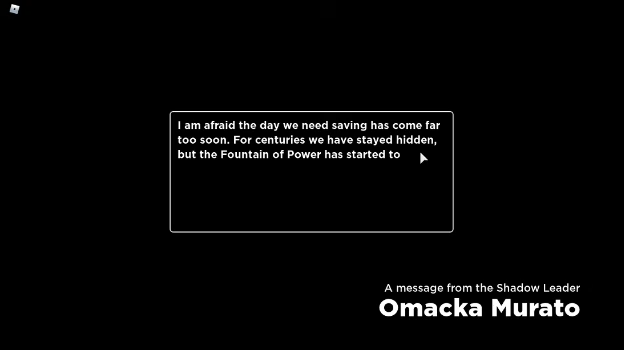 I am afraid the day we need saving has come far
too soon. For centuries we have stayed hidden,
but the Fountain of Power has started to
A message from the Shadow Leader
Omacka Murato